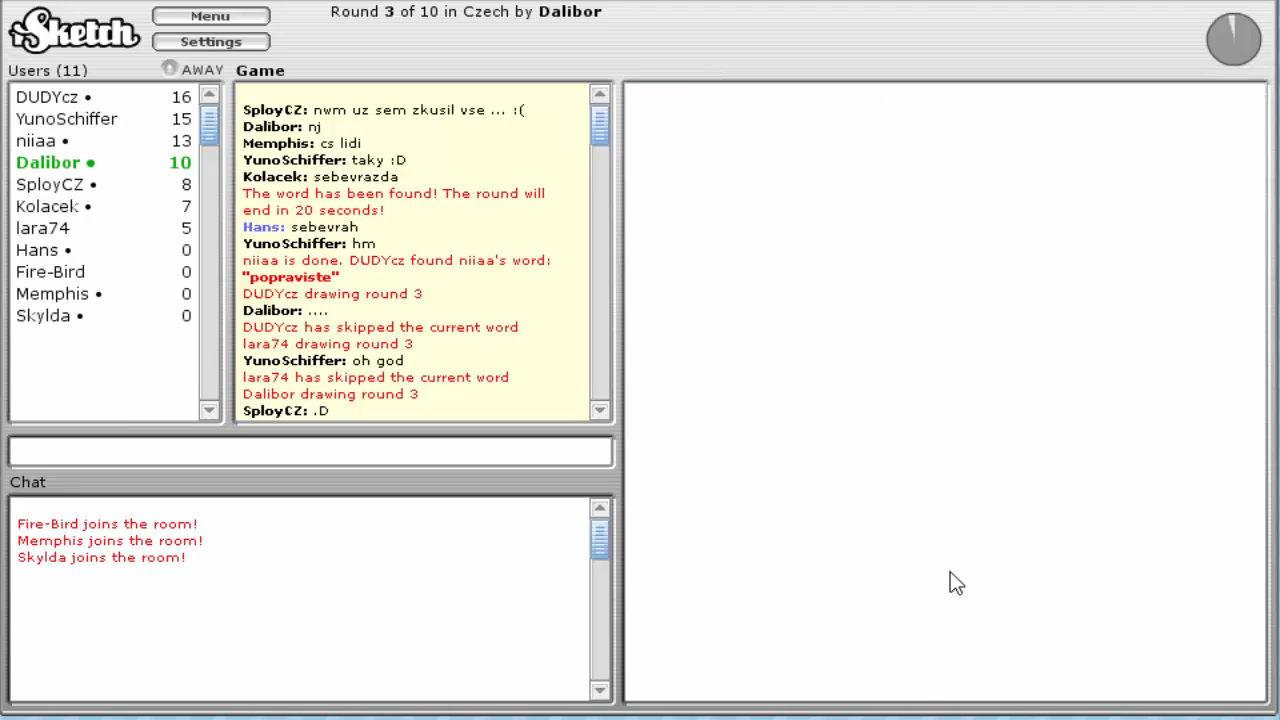 iSketch
Menu
Settings
Round 3 of 10 in Czech by Dalibor
Users (11)
AWAY
DUDYcz • 16
YunoSchiffer 15
niiaa • 13
Dalibor • 10
SployCZ • 8
Kolacek • 7
lara74 5
Hans • 0
Fire-Bird 0
Memphis • 0
Skylda • 0
Game
SployCZ: nwm uz sem zkusil vse ... :(
Dalibor: nj
Memphis: cs lidi
YunoSchiffer: taky :D
Kolacek: sebevrazda
The word has been found! The round will
end in 20 seconds!
Hans: sebevrah
YunoSchiffer: hm
niiaa is done. DUDYcz found niiaa's word:
"popraviste"
DUDYcz drawing round 3
Dalibor: ....
DUDYcz has skipped the current word
lara74 drawing round 3
YunoSchiffer: oh god
lara74 has skipped the current word
Dalibor drawing round 3
SployCZ: .D
Chat
Fire-Bird joins the room!
Memphis joins the room!
Skylda joins the room!